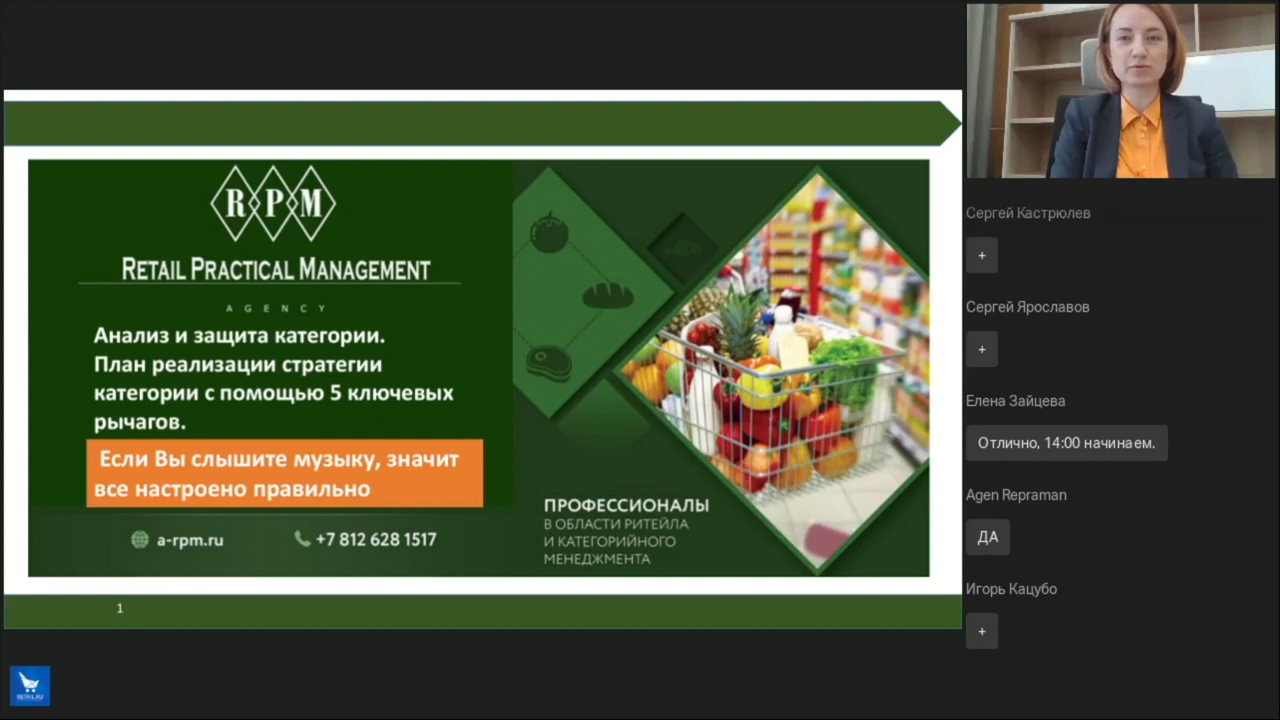 R P M
RETAIL PRACTICAL MANAGEMENT
AGENCY
Анализ и защита категории.
План реализации стратегии
категории с помощью 5 ключевых
рычагов.
Если Вы слышите музыку, значит
все настроено правильно
a-rpm.ru
+7 812 628 1517
ПРОФЕССИОНАЛЫ
В ОБЛАСТИ РИТЕЙЛА
И КАТЕГОРИЙНОГО
МЕНЕДЖМЕНТА
1
RETAIL.RU
Сергей Кастрюлев
+
Сергей Ярославов
+
Елена Зайцева
Отлично, 14:00 начинаем.
Agen Repraman
ДА
Игорь Кацубо
+